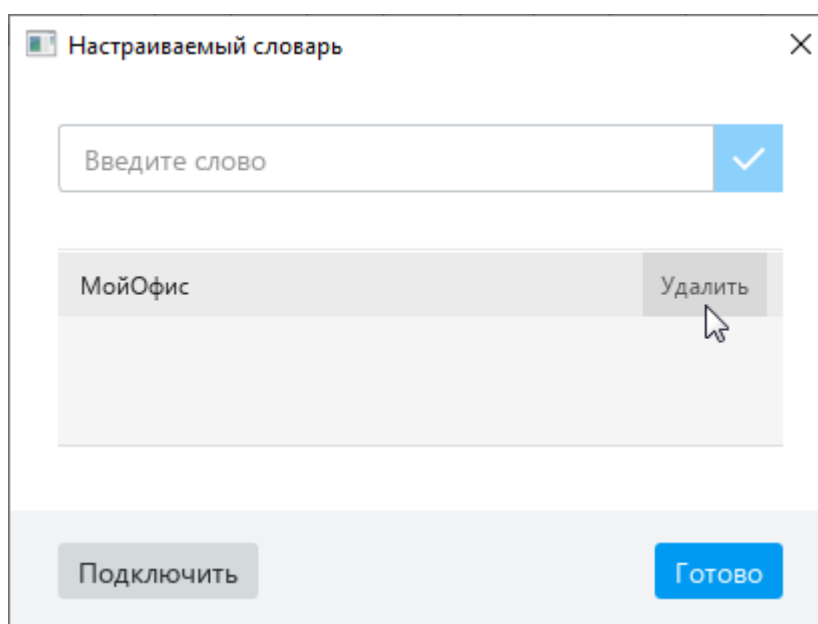 Настраиваемый словарь
Введите слово
МойОфис
Удалить
Подключить
Готово